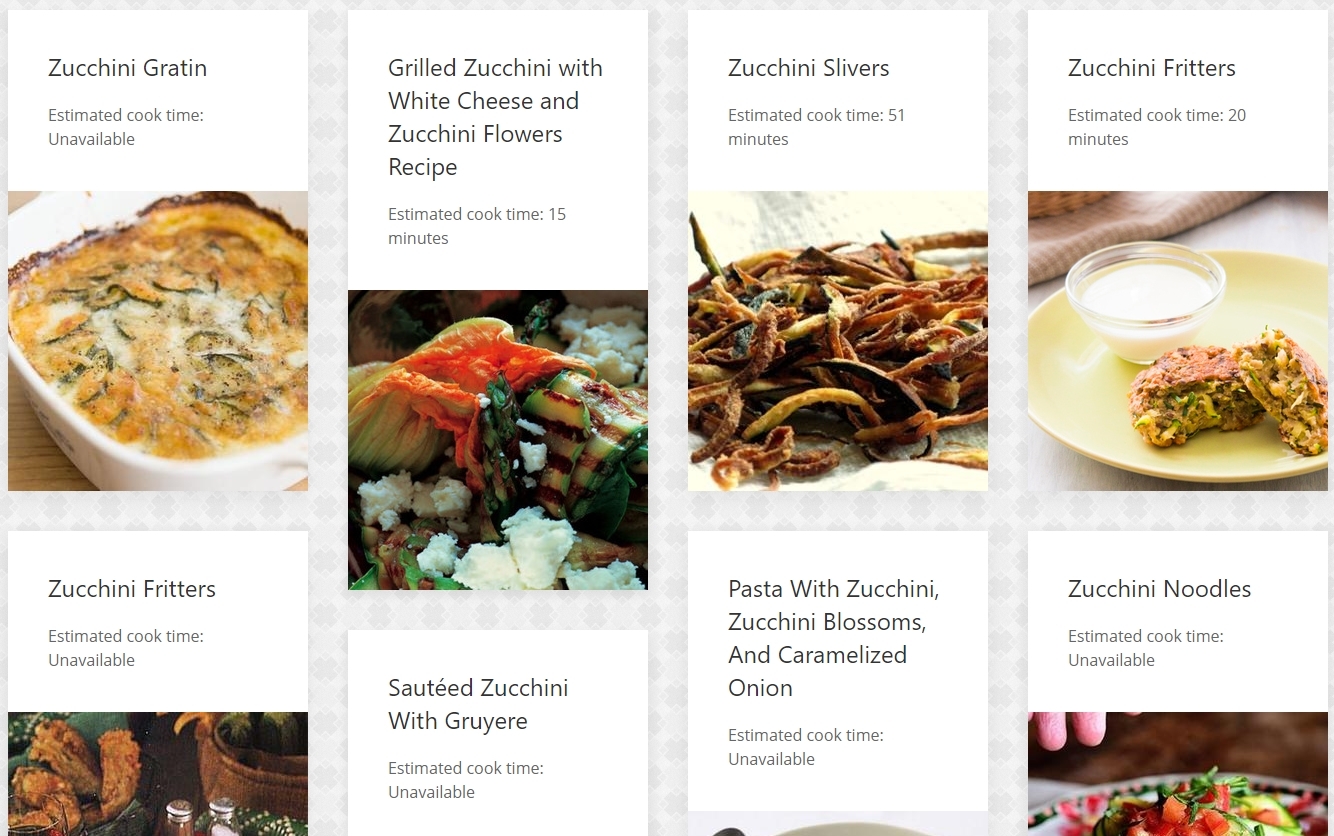 Zucchini Gratin
Estimated cook time:
Unavailable
Grilled Zucchini with
White Cheese and
Zucchini Flowers
Recipe
Estimated cook time: 15
minutes
Zucchini Slivers
Estimated cook time: 51
minutes
Zucchini Fritters
Estimated cook time: 20
minutes
Zucchini Fritters
Estimated cook time:
Unavailable
Sautéed Zucchini
With Gruyere
Estimated cook time:
Unavailable
Pasta With Zucchini,
Zucchini Blossoms,
And Caramelized
Onion
Estimated cook time:
Unavailable
Zucchini Noodles
Estimated cook time:
Unavailable